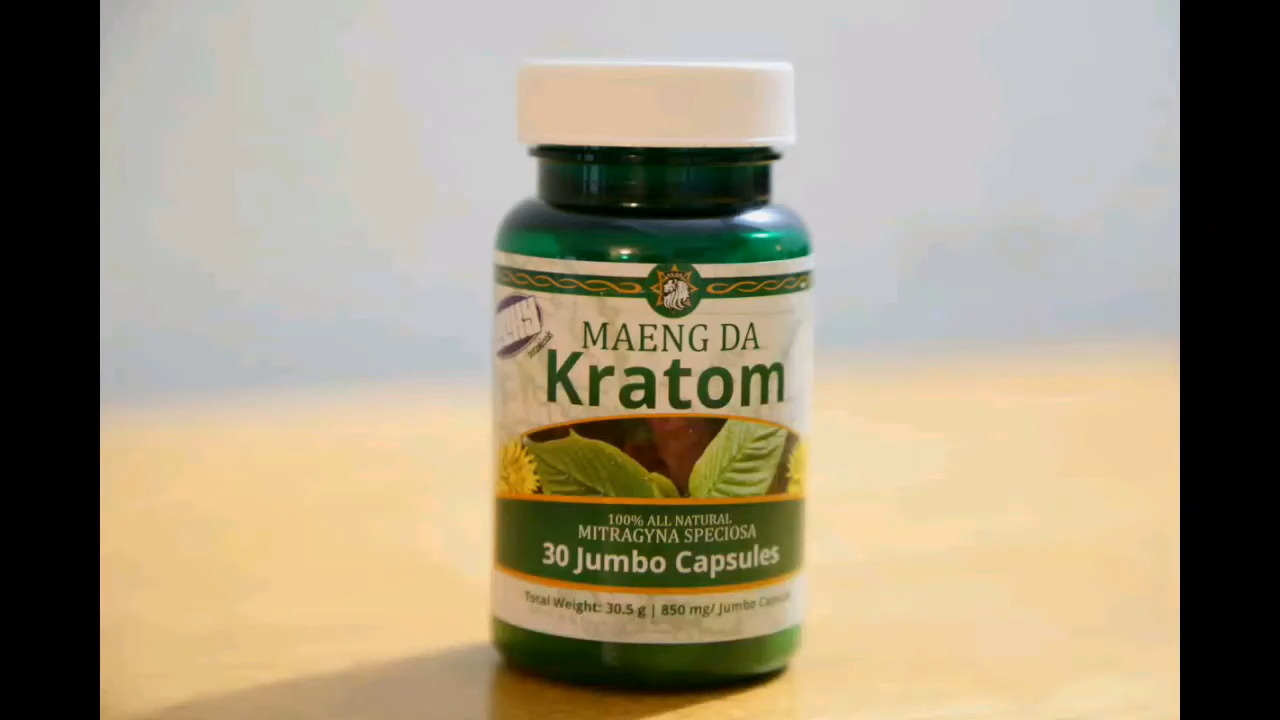 MAENG DA
Kratom
100% ALL NATURAL
MITRAGYNA SPECIOSA
30 Jumbo Capsules
Total Weight: 30.5 g | 850 mg/ Jumbo Capsule